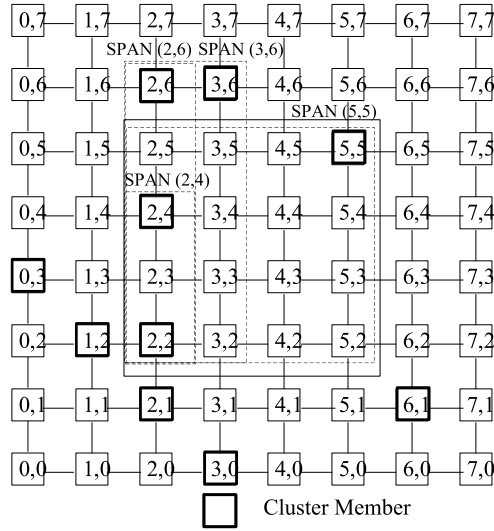 0,7 1,7 2,7 3,7 4,7 5,7 6,7 7,7
SPAN (2,6) SPAN (3,6)
0,6 1,6 2,6 3,6 4,6 5,6 6,6 7,6
SPAN (5,5)
0,5 1,5 2,5 3,5 4,5 5,5 6,5 7,5
SPAN (2,4)
0,4 1,4 2,4 3,4 4,4 5,4 6,4 7,4
0,3 1,3 2,3 3,3 4,3 5,3 6,3 7,3
0,2 1,2 2,2 3,2 4,2 5,2 6,2 7,2
0,1 1,1 2,1 3,1 4,1 5,1 6,1 7,1
0,0 1,0 2,0 3,0 4,0 5,0 6,0 7,0
Cluster Member